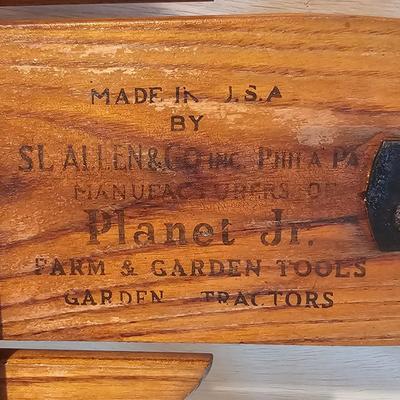 MADE IN U.S.A
BY
S.L. ALLEN & CO INC. PHILA PA
MANUFACTURERS OF
Planet Jr.
FARM & GARDEN TOOLS
GARDEN TRACTORS